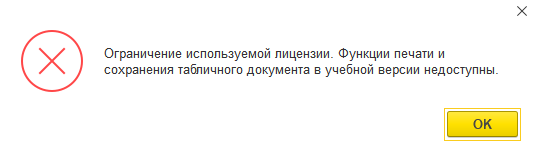 Ограничение используемой лицензии. Функции печати и
сохранения табличного документа в учебной версии недоступны.
OK